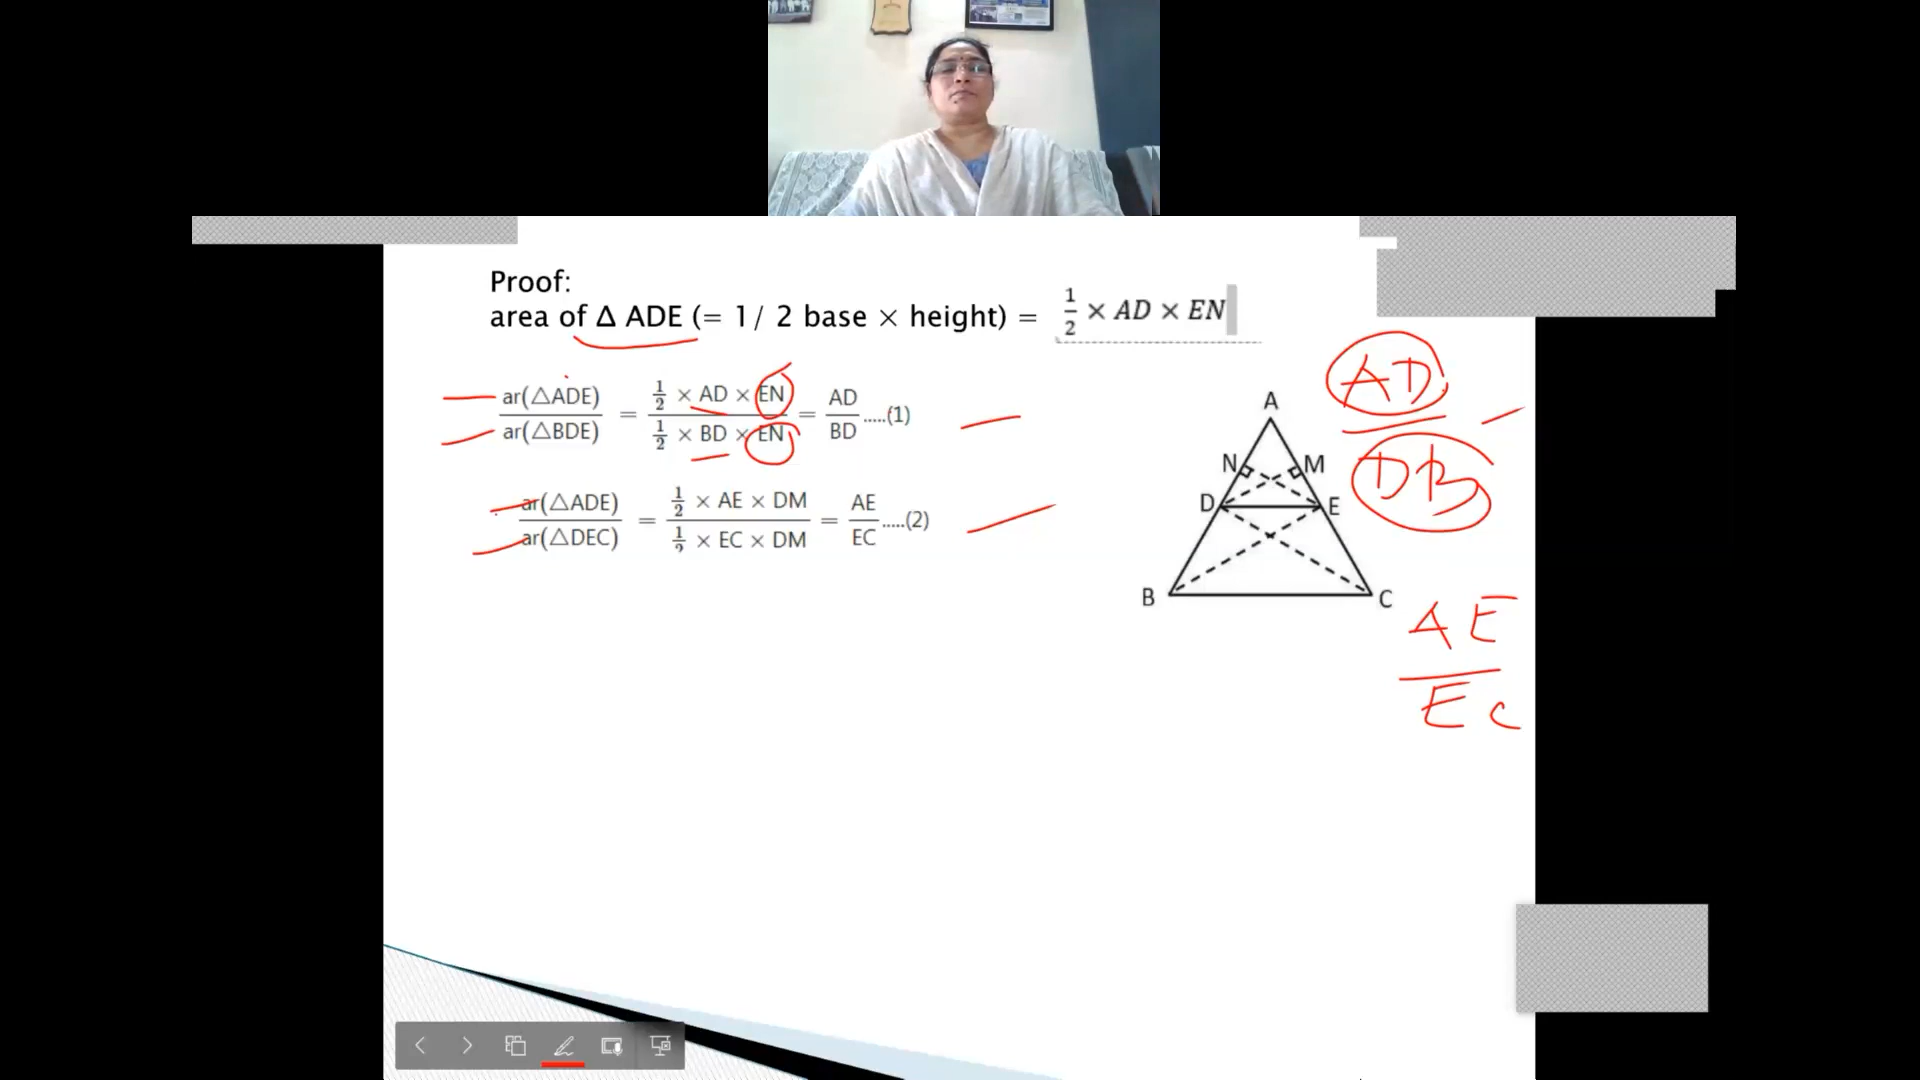 Proof:
area of Δ ADE (= 1/ 2 base × height) = 1/2 × AD × EN
ar(△ADE)/ar(△BDE) = (1/2 × AD × EN)/(1/2 × BD × EN) = AD/BD .....(1)
ar(△ADE)/ar(△DEC) = (1/2 × AE × DM)/(1/2 × EC × DM) = AE/EC .....(2)
A
N
M
D
E
B
C
AD
DB
AE
EC